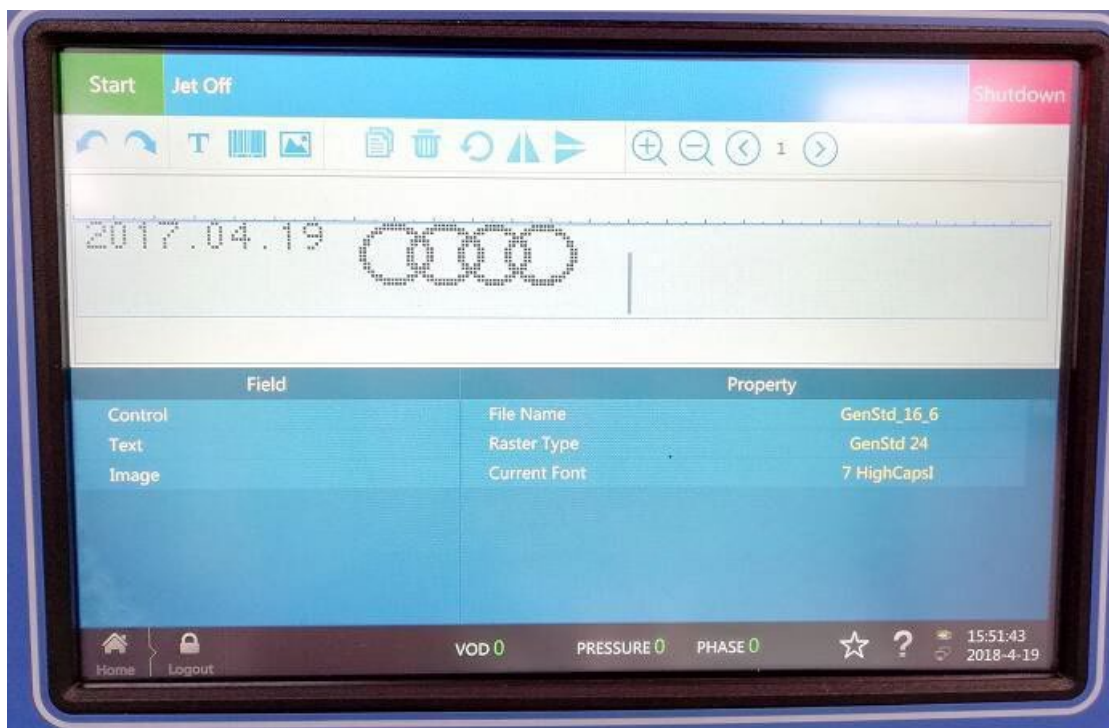 Start Jet Off Shutdown
T 1
2017.04.19
Field Property
Control File Name GenStd_16_6
Text Raster Type GenStd 24
Image Current Font 7 HighCapsl
VOD 0 PRESSURE 0 PHASE 0 ? 15:51:43
Home Logout 2018-4-19